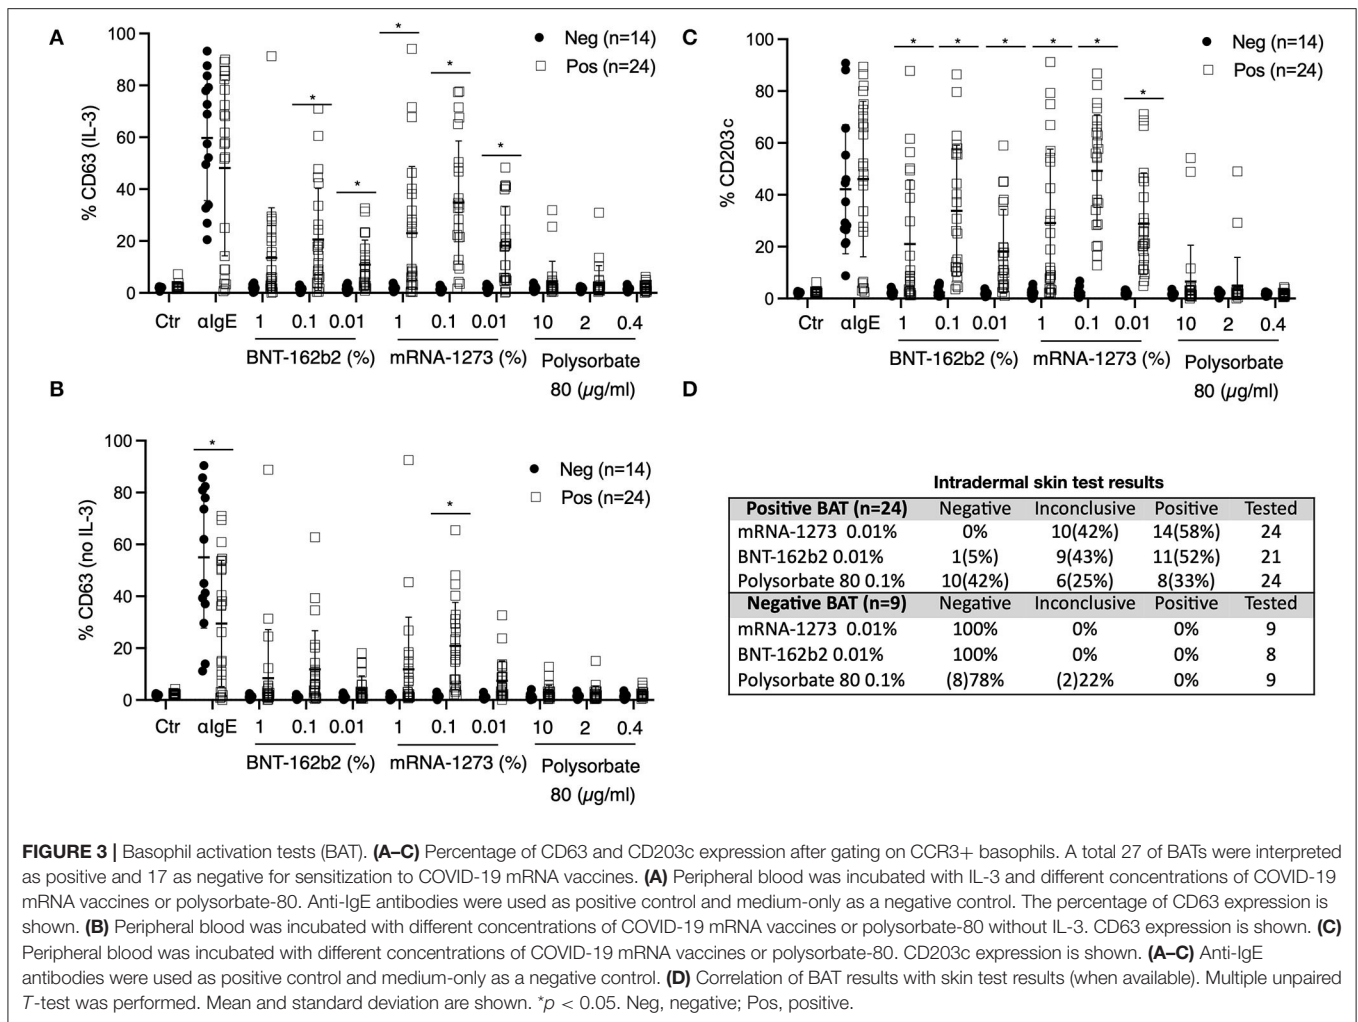 A
100
80
60
40
20
0
% CD63 (IL-3)
* * * * *
Neg (n=14)
Pos (n=24)
Ctr αIgE 1 0.1 0.01 1 0.1 0.01 10 2 0.4
BNT-162b2 (%) mRNA-1273 (%) Polysorbate
80 (µg/ml)
C
100
80
60
40
20
0
% CD203c
* * * * * *
Neg (n=14)
Pos (n=24)
Ctr αIgE 1 0.1 0.01 1 0.1 0.01 10 2 0.4
BNT-162b2 (%) mRNA-1273 (%) Polysorbate
80 (µg/ml)
B
100
80
60
40
20
0
% CD63 (no IL-3)
* *
Neg (n=14)
Pos (n=24)
Ctr αIgE 1 0.1 0.01 1 0.1 0.01 10 2 0.4
BNT-162b2 (%) mRNA-1273 (%) Polysorbate
80 (µg/ml)
D
Intradermal skin test results
Positive BAT (n=24) Negative Inconclusive Positive Tested
mRNA-1273 0.01% 0% 10(42%) 14(58%) 24
BNT-162b2 0.01% 1(5%) 9(43%) 11(52%) 21
Polysorbate 80 0.1% 10(42%) 6(25%) 8(33%) 24
Negative BAT (n=9) Negative Inconclusive Positive Tested
mRNA-1273 0.01% 100% 0% 0% 9
BNT-162b2 0.01% 100% 0% 0% 8
Polysorbate 80 0.1% (8)78% (2)22% 0% 9
FIGURE 3 | Basophil activation tests (BAT). (A–C) Percentage of CD63 and CD203c expression after gating on CCR3+ basophils. A total 27 of BATs were interpreted
as positive and 17 as negative for sensitization to COVID-19 mRNA vaccines. (A) Peripheral blood was incubated with IL-3 and different concentrations of COVID-19
mRNA vaccines or polysorbate-80. Anti-IgE antibodies were used as positive control and medium-only as a negative control. The percentage of CD63 expression is
shown. (B) Peripheral blood was incubated with different concentrations of COVID-19 mRNA vaccines or polysorbate-80 without IL-3. CD63 expression is shown. (C)
Peripheral blood was incubated with different concentrations of COVID-19 mRNA vaccines or polysorbate-80. CD203c expression is shown. (A–C) Anti-IgE
antibodies were used as positive control and medium-only as a negative control. (D) Correlation of BAT results with skin test results (when available). Multiple unpaired
T-test was performed. Mean and standard deviation are shown. *p < 0.05. Neg, negative; Pos, positive.